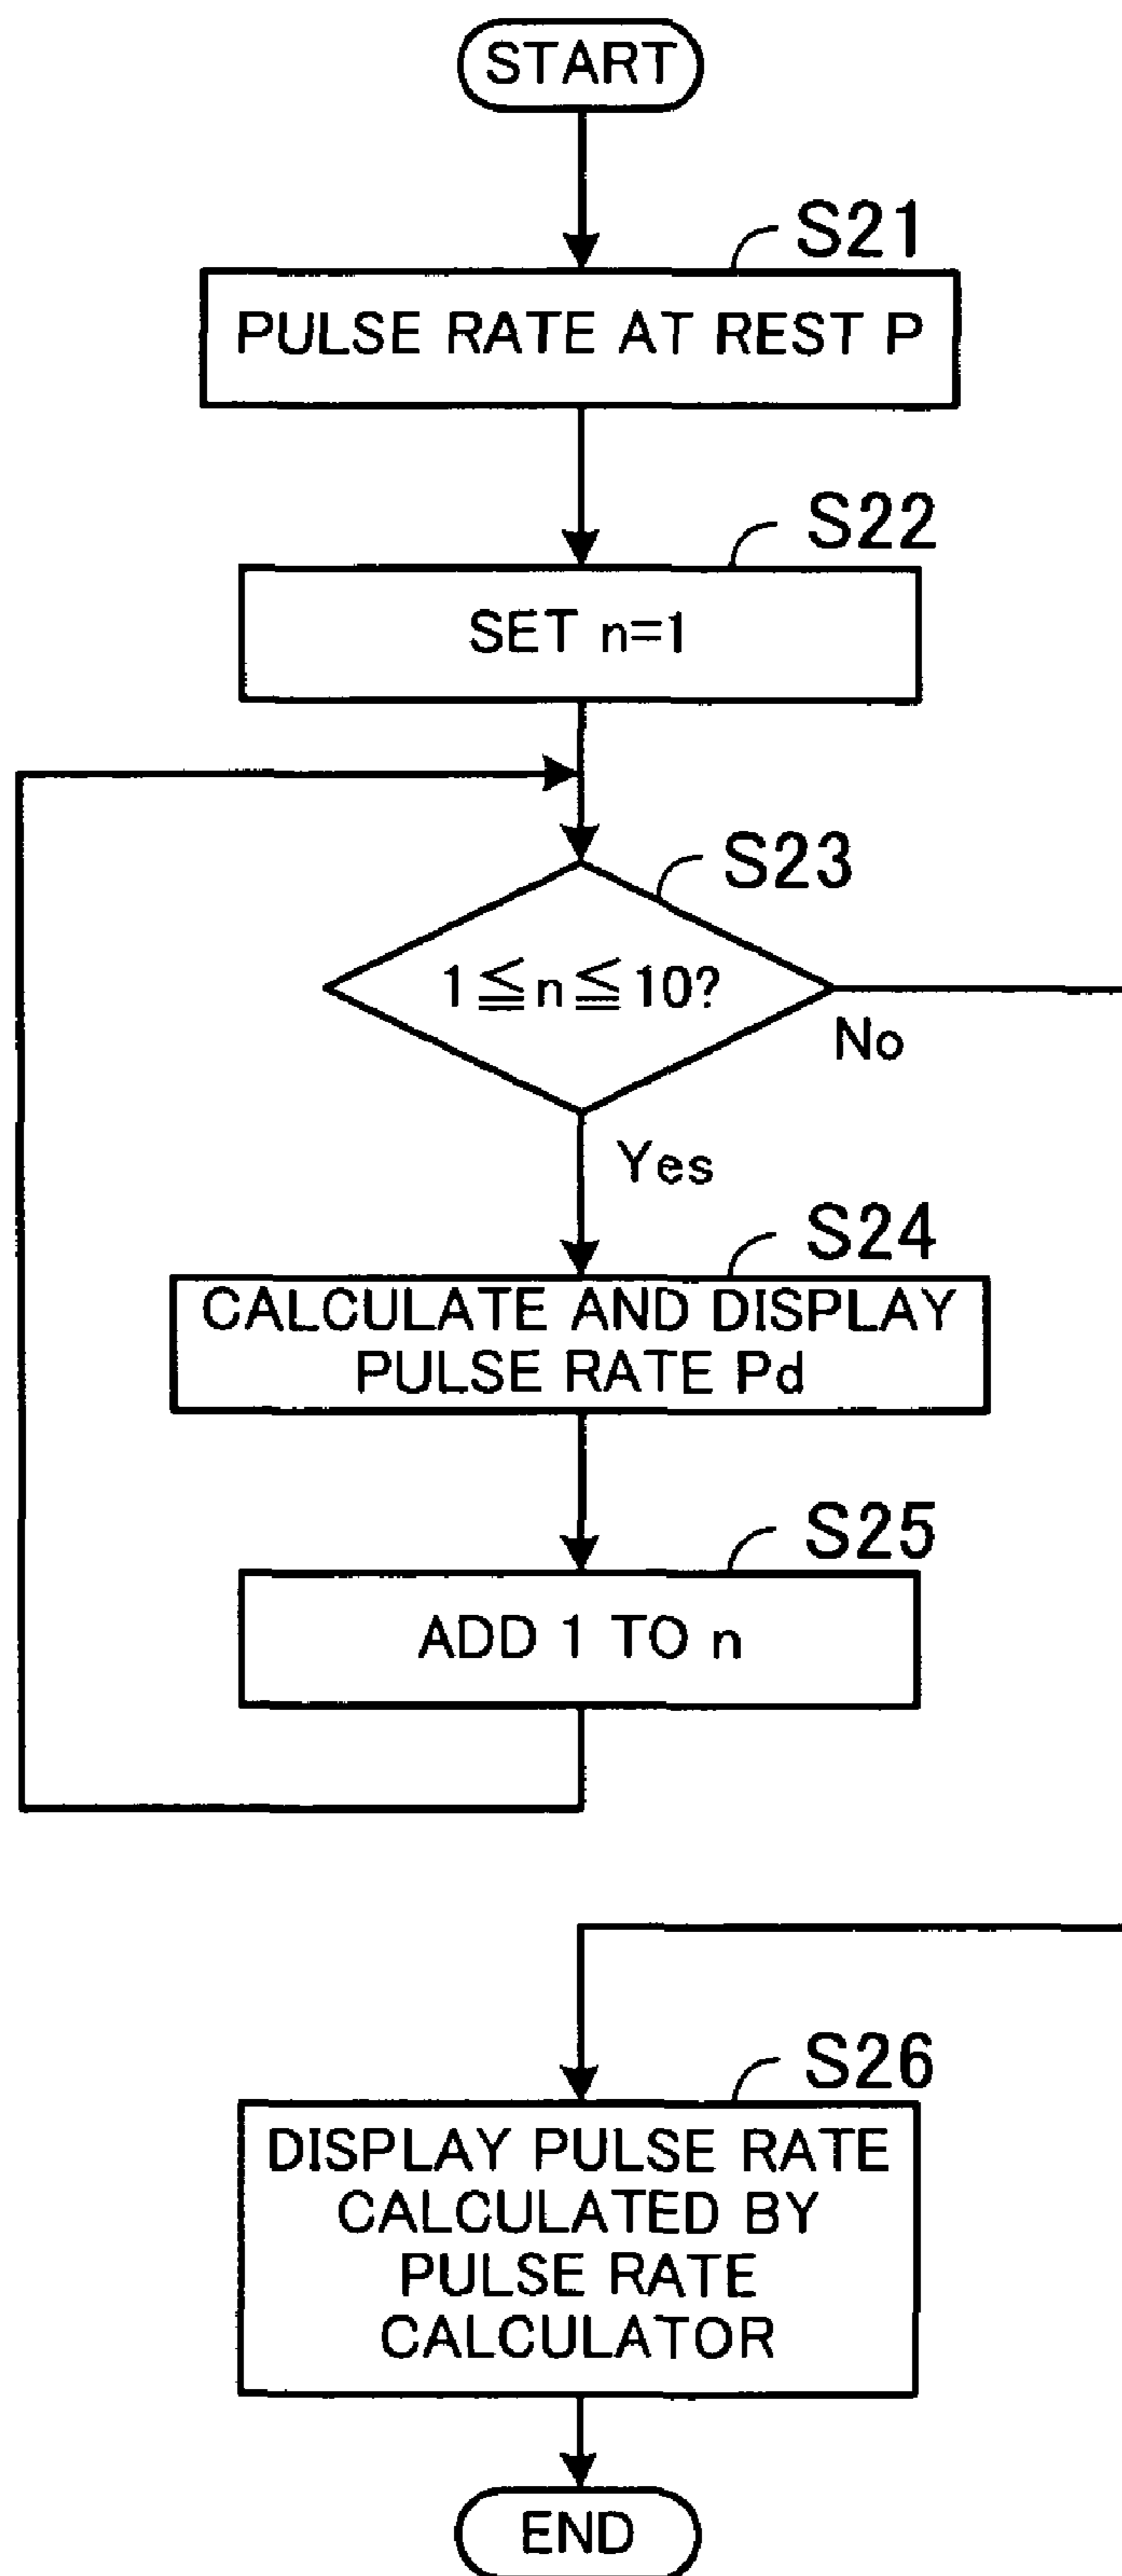 START
S21
PULSE RATE AT REST P
S22
SET n=1
S23
1≦n≦10?
No
Yes
S24
CALCULATE AND DISPLAY
PULSE RATE Pd
S25
ADD 1 TO n
S26
DISPLAY PULSE RATE
CALCULATED BY
PULSE RATE
CALCULATOR
END